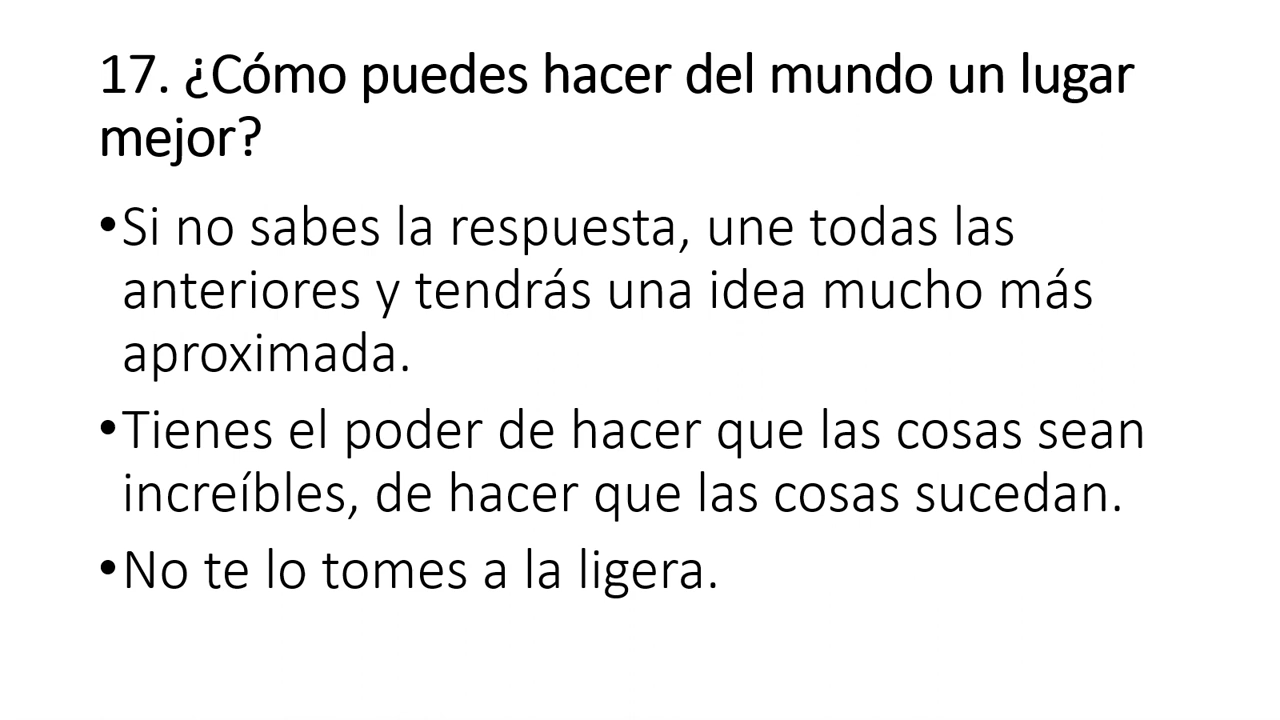 17. ¿Cómo puedes hacer del mundo un lugar
mejor?
•Si no sabes la respuesta, une todas las
anteriores y tendrás una idea mucho más
aproximada.
•Tienes el poder de hacer que las cosas sean
increíbles, de hacer que las cosas sucedan.
•No te lo tomes a la ligera.